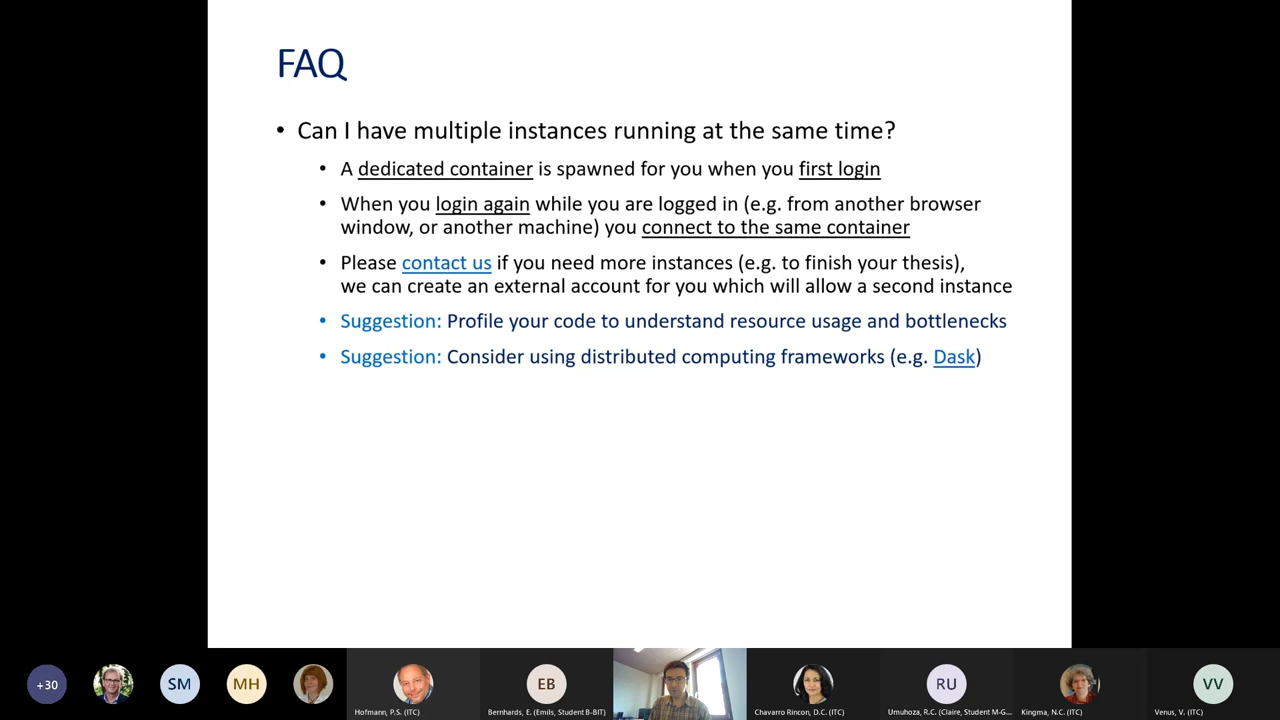 FAQ
• Can I have multiple instances running at the same time?
• A dedicated container is spawned for you when you first login
• When you login again while you are logged in (e.g. from another browser
window, or another machine) you connect to the same container
• Please contact us if you need more instances (e.g. to finish your thesis),
we can create an external account for you which will allow a second instance
• Suggestion: Profile your code to understand resource usage and bottlenecks
• Suggestion: Consider using distributed computing frameworks (e.g. Dask)
+30
SM
MH
EB
RU
VV
Hofmann, P.S. (ITC)
Bernhards, E. (Emils, Student B-BIT)
Chavarro Rincon, D.C. (ITC)
Umuhoza, R.C. (Claire, Student M-G...
Kingma, N.C. (ITC)
Venus, V. (ITC)